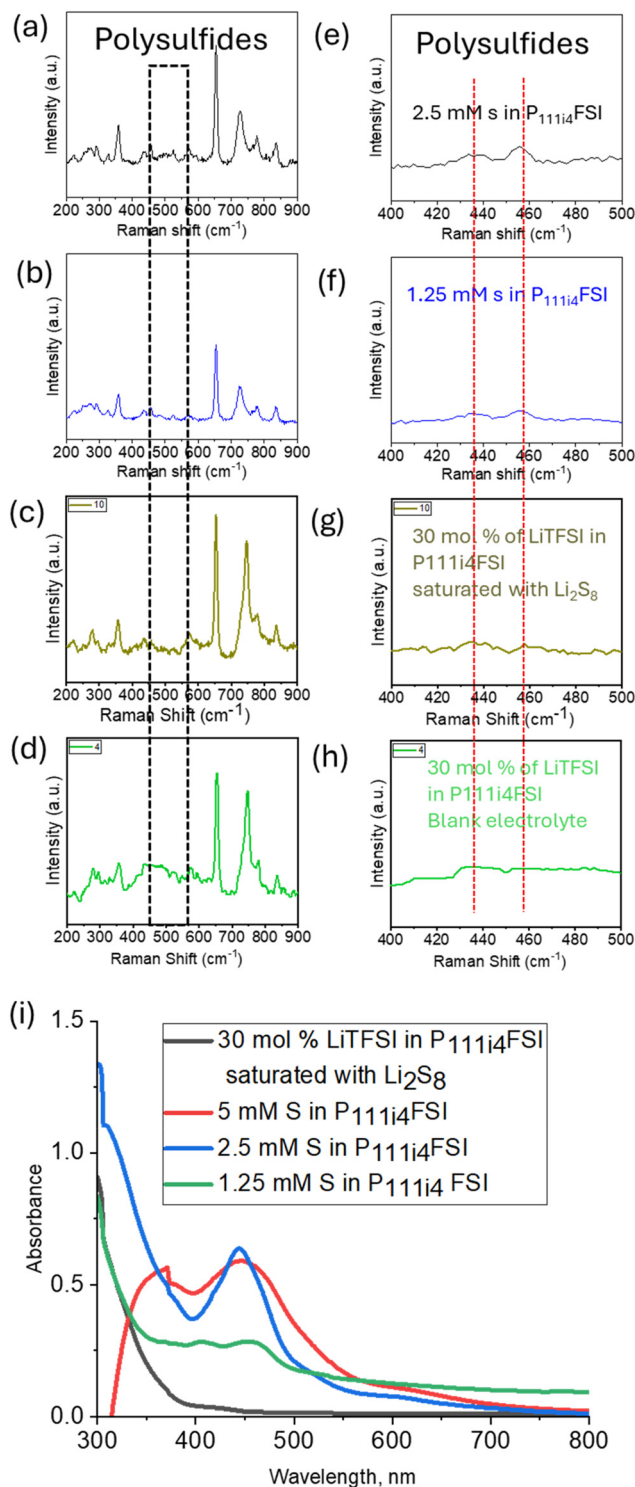 (a)
Polysulfides
Intensity (a.u.)
200 300 400 500 600 700 800 900
Raman shift (cm⁻¹)
(e)
Polysulfides
2.5 mM s in P₁₁₁ᵢ₄FSI
Intensity (a.u.)
400 420 440 460 480 500
Raman shift (cm⁻¹)
(b)
Intensity (a.u.)
200 300 400 500 600 700 800 900
Raman shift (cm⁻¹)
(f)
1.25 mM s in P₁₁₁ᵢ₄FSI
Intensity (a.u.)
400 420 440 460 480 500
Raman shift (cm⁻¹)
(c)
10
Intensity (a.u.)
200 300 400 500 600 700 800 900
Raman Shift (cm⁻¹)
(g)
10
30 mol % of LiTFSI in
P111i4FSI
saturated with Li₂S₈
Intensity (a.u.)
400 420 440 460 480 500
Raman Shift (cm⁻¹)
(d)
4
Intensity (a.u.)
200 300 400 500 600 700 800 900
Raman Shift (cm⁻¹)
(h)
4
30 mol % of LiTFSI
in P111i4FSI
Blank electrolyte
Intensity (a.u.)
400 420 440 460 480 500
Raman Shift (cm⁻¹)
(i)
1.5
1.0
0.5
0.0
Absorbance
30 mol % LiTFSI in P₁₁₁ᵢ₄FSI
saturated with Li₂S₈
5 mM S in P₁₁₁ᵢ₄FSI
2.5 mM S in P₁₁₁ᵢ₄FSI
1.25 mM S in P₁₁₁ᵢ₄ FSI
300 400 500 600 700 800
Wavelength, nm